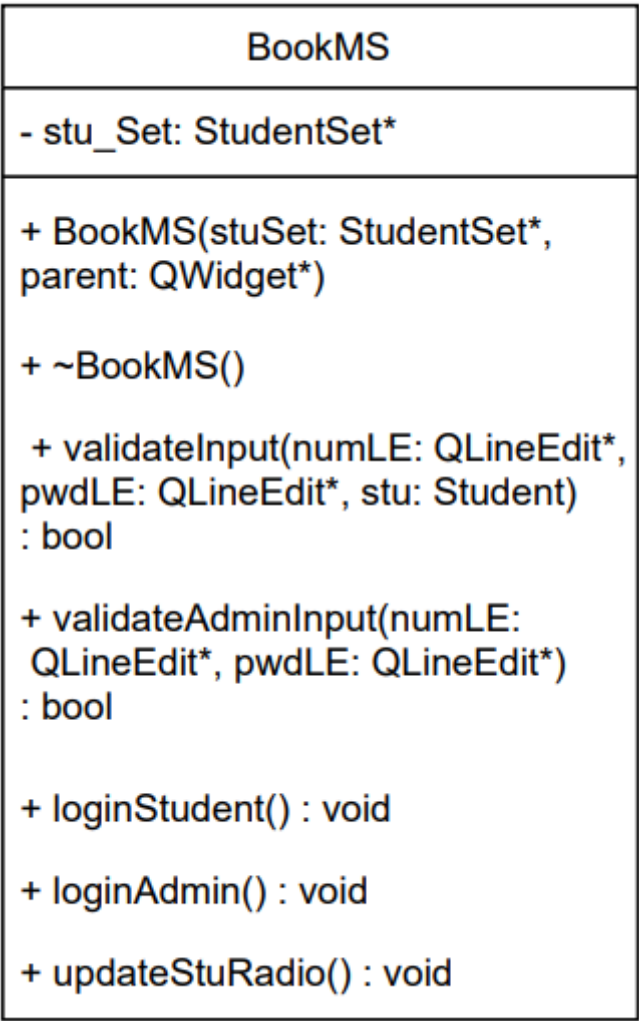 BookMS
- stu_Set: StudentSet*
+ BookMS(stuSet: StudentSet*,
parent: QWidget*)
+ ~BookMS()
+ validateInput(numLE: QLineEdit*,
pwdLE: QLineEdit*, stu: Student)
: bool
+ validateAdminInput(numLE:
QLineEdit*, pwdLE: QLineEdit*)
: bool
+ loginStudent() : void
+ loginAdmin() : void
+ updateStuRadio() : void